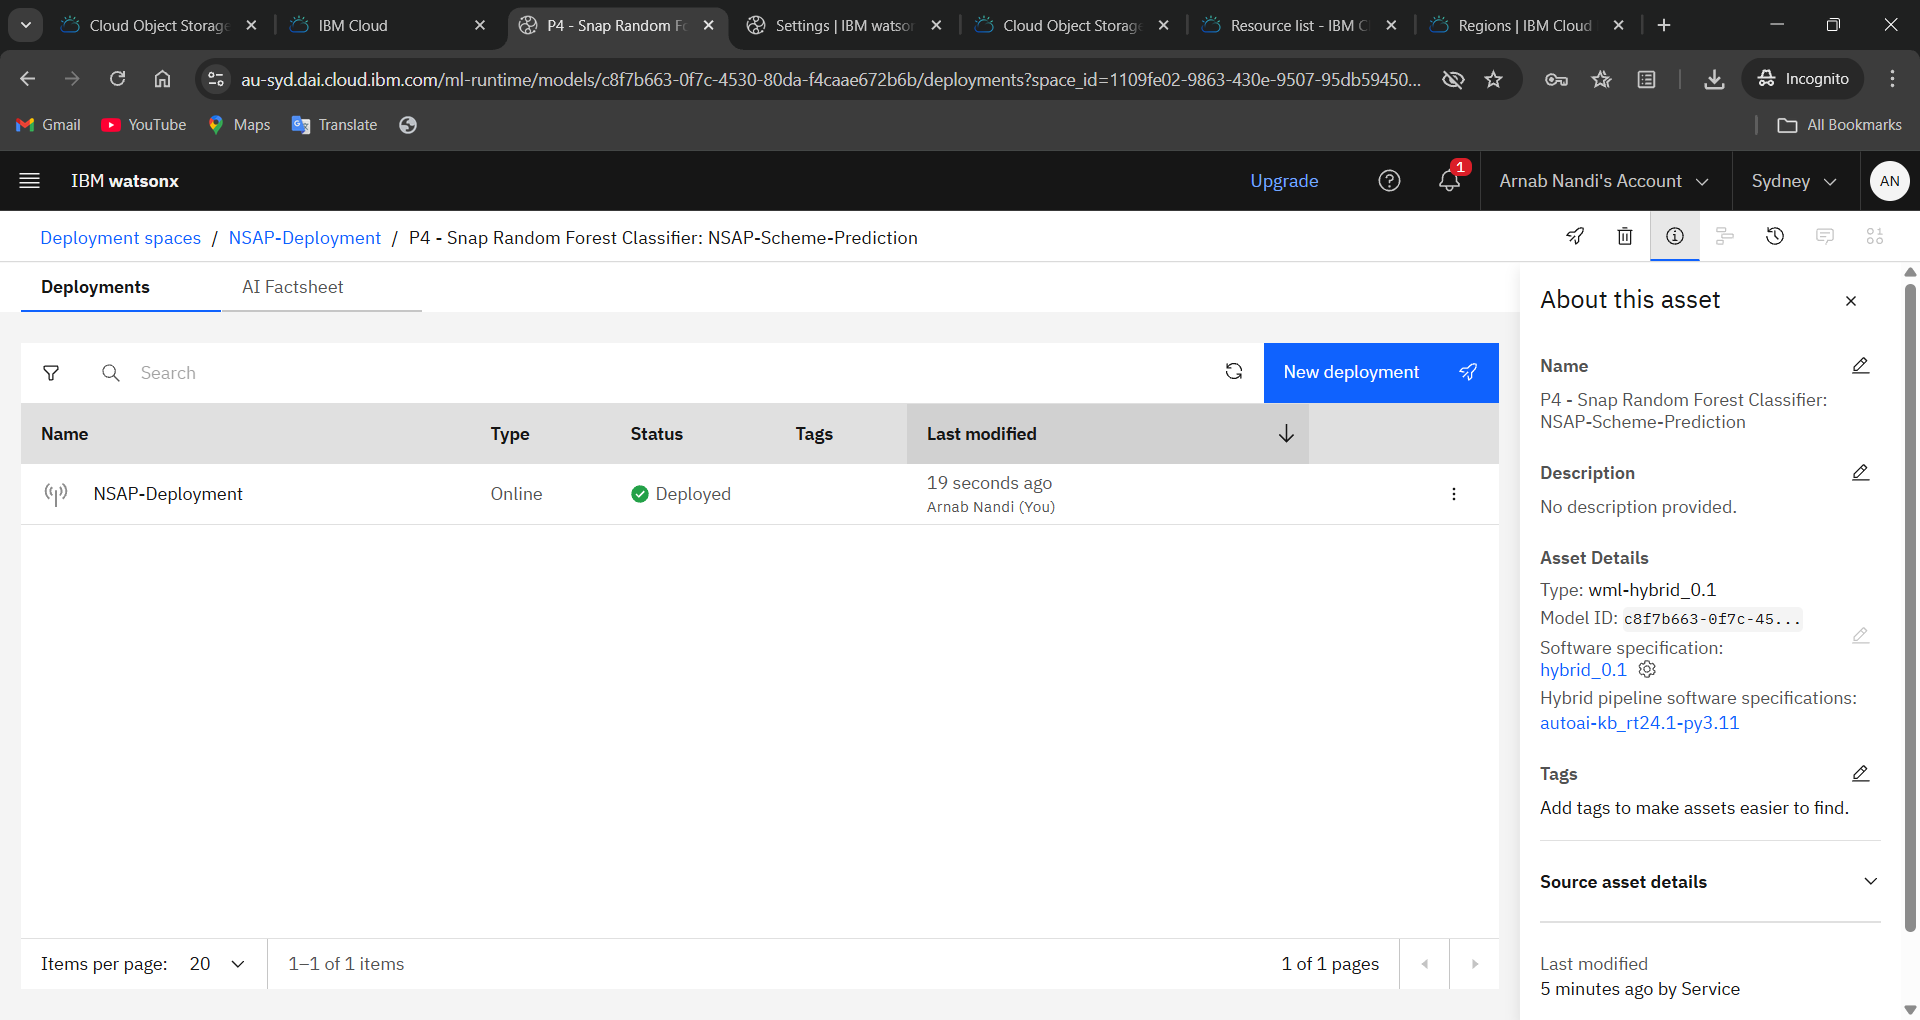 Cloud Object Storage
IBM Cloud
P4 - Snap Random Fo
Settings | IBM watson
Cloud Object Storage
Resource list - IBM Cl
Regions | IBM Cloud
au-syd.dai.cloud.ibm.com/ml-runtime/models/c8f7b663-0f7c-4530-80da-f4caae672b6b/deployments?space_id=1109fe02-9863-430e-9507-95db59450...
Incognito
Gmail
YouTube
Maps
Translate
All Bookmarks
IBM watsonx
Upgrade
1
Arnab Nandi's Account
Sydney
AN
Deployment spaces / NSAP-Deployment / P4 - Snap Random Forest Classifier: NSAP-Scheme-Prediction
Deployments
AI Factsheet
Search
New deployment
Name
Type
Status
Tags
Last modified
NSAP-Deployment
Online
Deployed
19 seconds ago
Arnab Nandi (You)
Items per page: 20
1–1 of 1 items
1 of 1 pages
About this asset
Name
P4 - Snap Random Forest Classifier:
NSAP-Scheme-Prediction
Description
No description provided.
Asset Details
Type: wml-hybrid_0.1
Model ID: c8f7b663-0f7c-45...
Software specification:
hybrid_0.1
Hybrid pipeline software specifications:
autoai-kb_rt24.1-py3.11
Tags
Add tags to make assets easier to find.
Source asset details
Last modified
5 minutes ago by Service